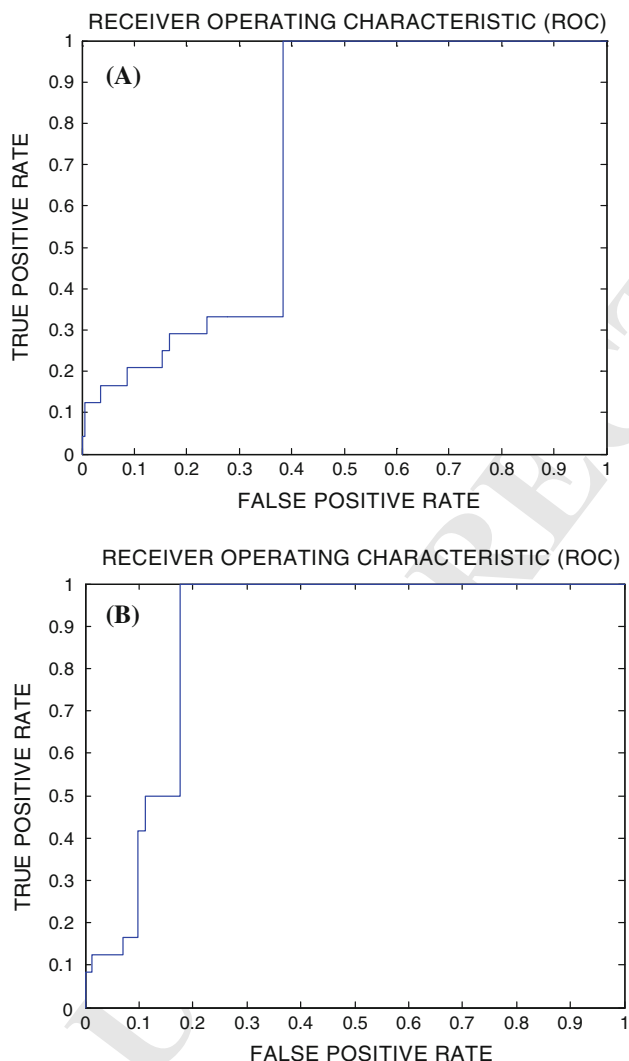 RECEIVER OPERATING CHARACTERISTIC (ROC)
(A)
TRUE POSITIVE RATE
1
0.9
0.8
0.7
0.6
0.5
0.4
0.3
0.2
0.1
0
0 0.1 0.2 0.3 0.4 0.5 0.6 0.7 0.8 0.9 1
FALSE POSITIVE RATE
RECEIVER OPERATING CHARACTERISTIC (ROC)
(B)
TRUE POSITIVE RATE
1
0.9
0.8
0.7
0.6
0.5
0.4
0.3
0.2
0.1
0
0 0.1 0.2 0.3 0.4 0.5 0.6 0.7 0.8 0.9 1
FALSE POSITIVE RATE